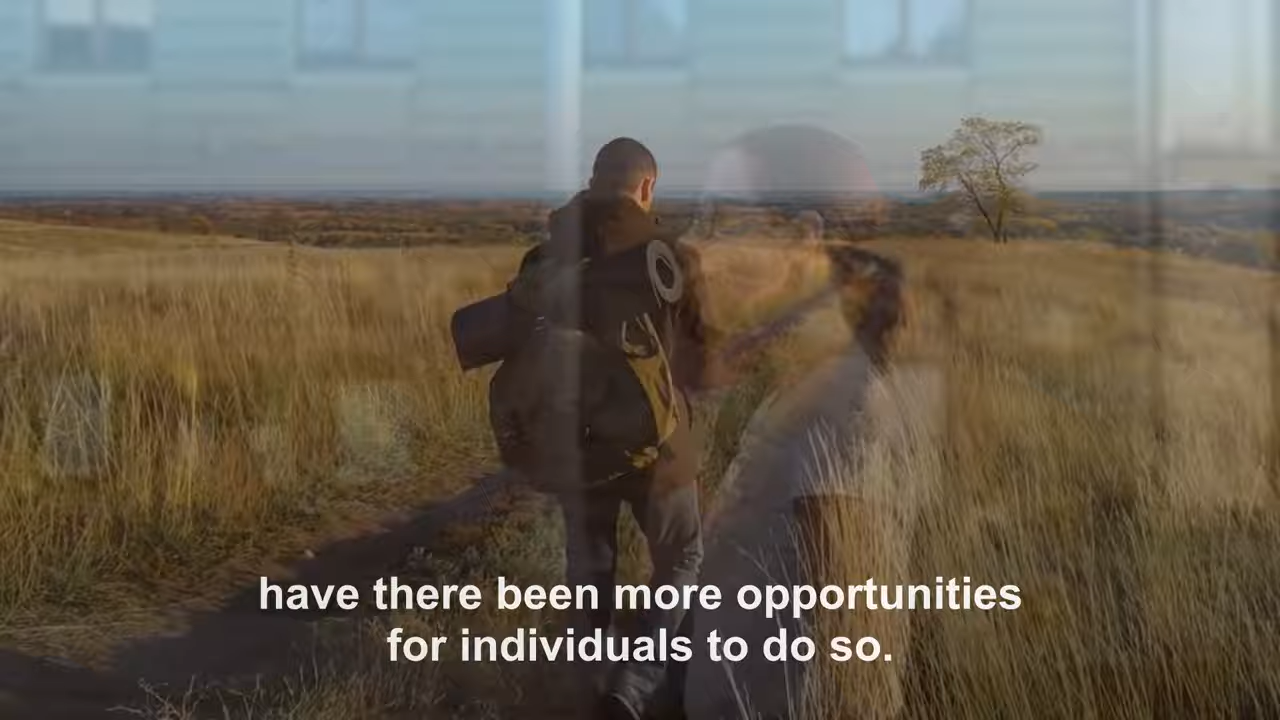 have there been more opportunities
for individuals to do so.